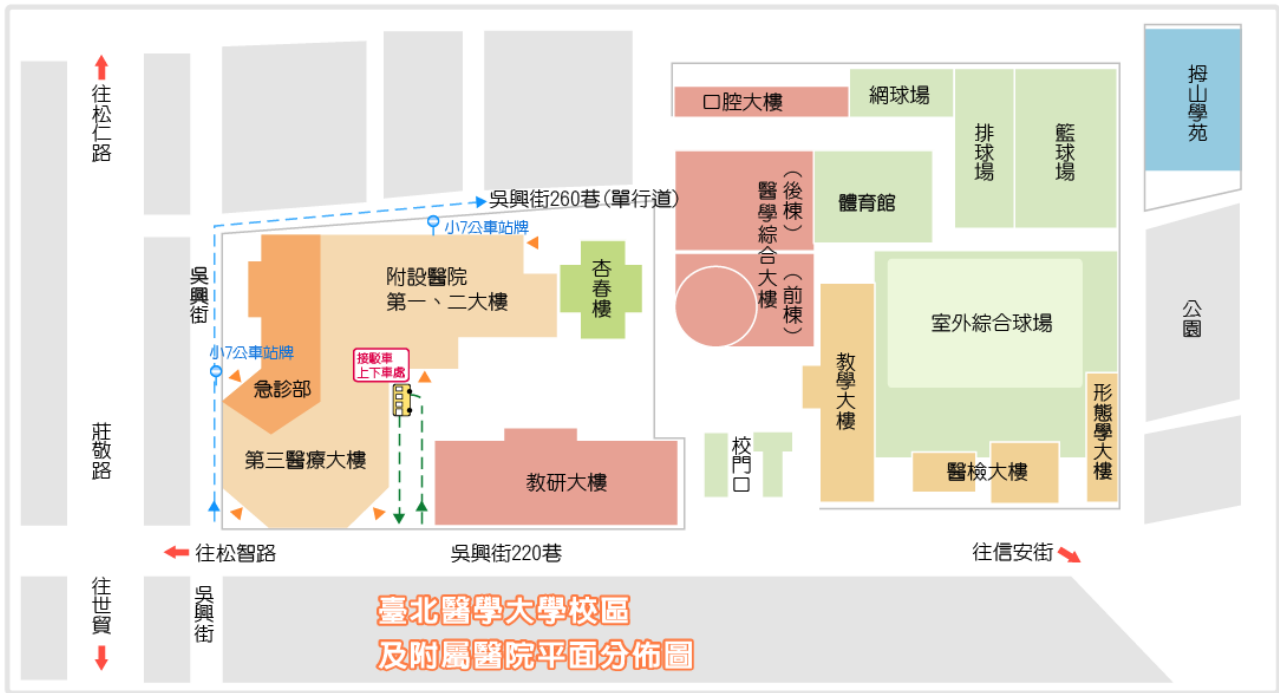 往松仁路
口腔大樓
網球場
排球場
籃球場
拇山學苑
吳興街260巷(單行道)
小7公車站牌
醫學綜合大樓
(後棟)
(前棟)
體育館
吳興街
附設醫院
第一、二大樓
杏春樓
室外綜合球場
公園
小7公車站牌
接駁車
上下車處
急診部
教學大樓
形態學大樓
莊敬路
第三醫療大樓
教研大樓
校門口
醫檢大樓
往松智路
吳興街220巷
往信安街
往世貿
吳興街
臺北醫學大學校區
及附屬醫院平面分佈圖